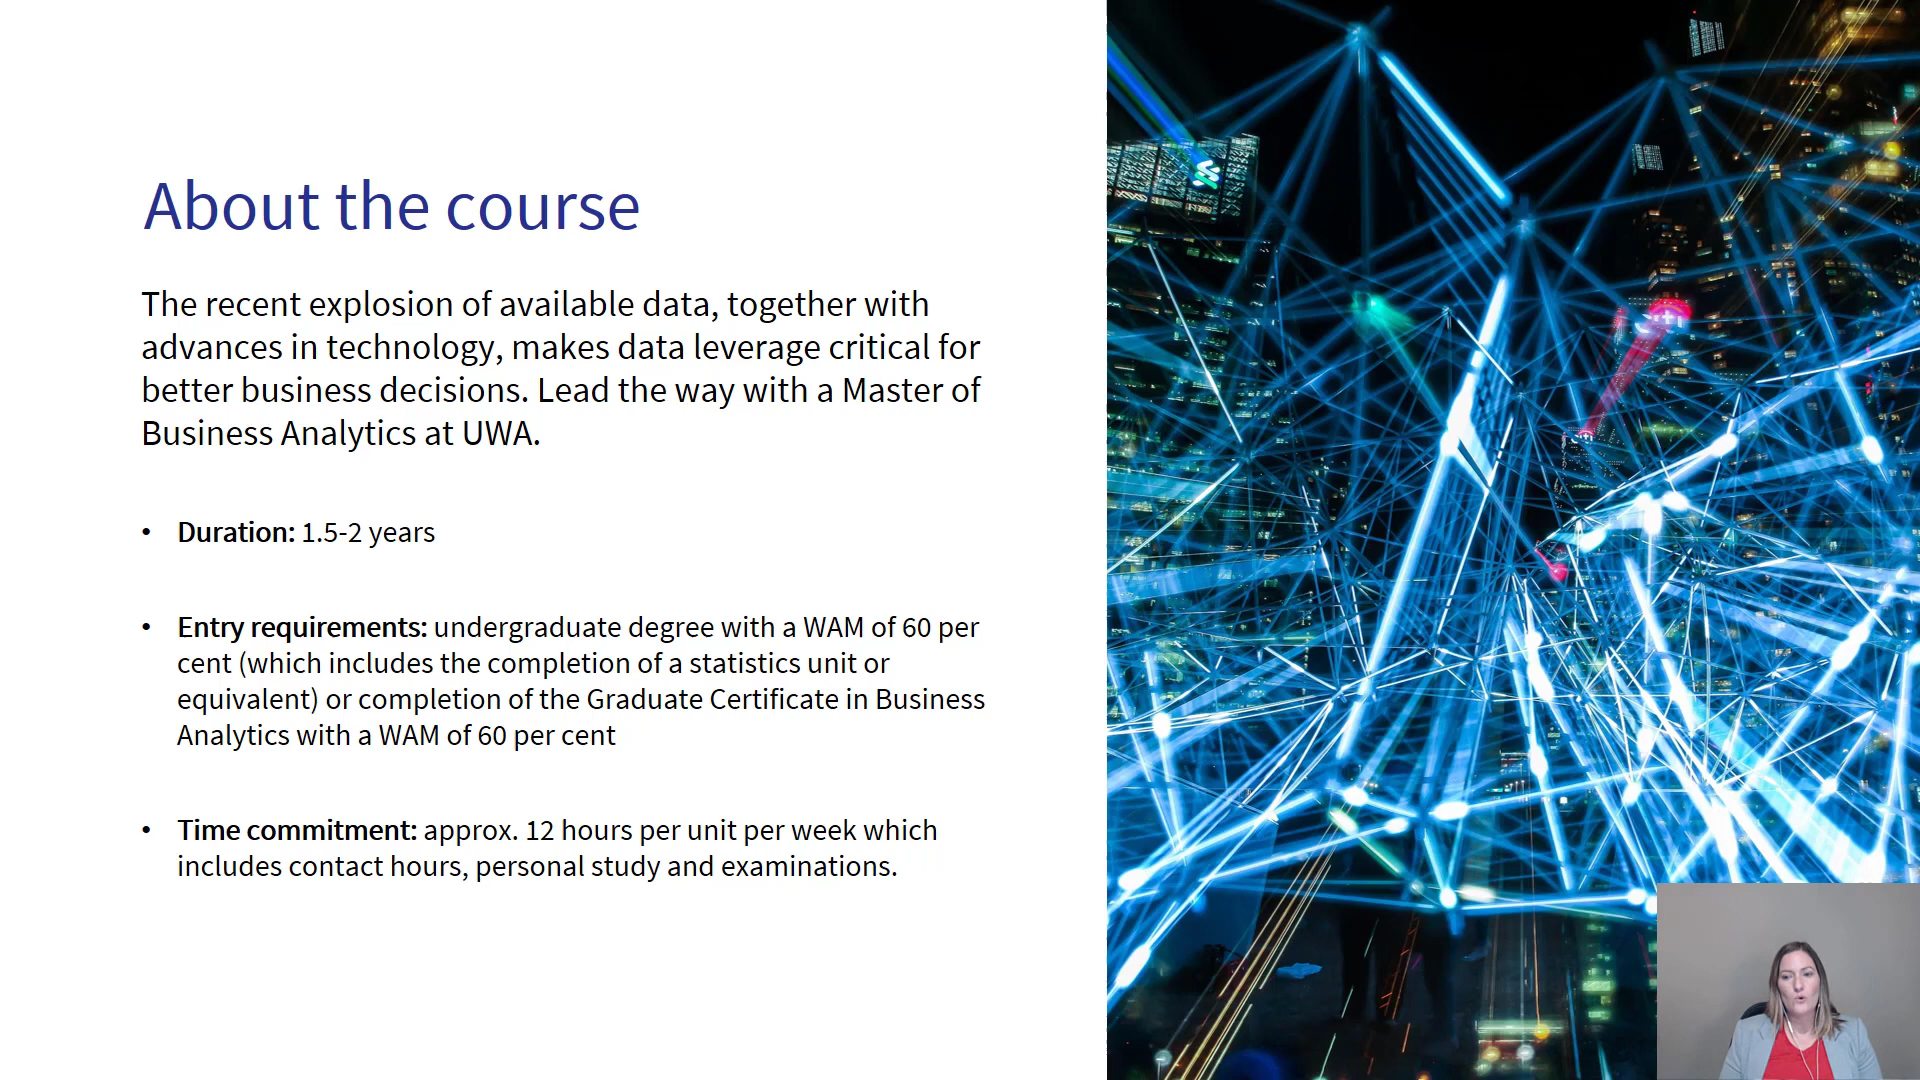 About the course
The recent explosion of available data, together with
advances in technology, makes data leverage critical for
better business decisions. Lead the way with a Master of
Business Analytics at UWA.
• Duration: 1.5-2 years
• Entry requirements: undergraduate degree with a WAM of 60 per
cent (which includes the completion of a statistics unit or
equivalent) or completion of the Graduate Certificate in Business
Analytics with a WAM of 60 per cent
• Time commitment: approx. 12 hours per unit per week which
includes contact hours, personal study and examinations.